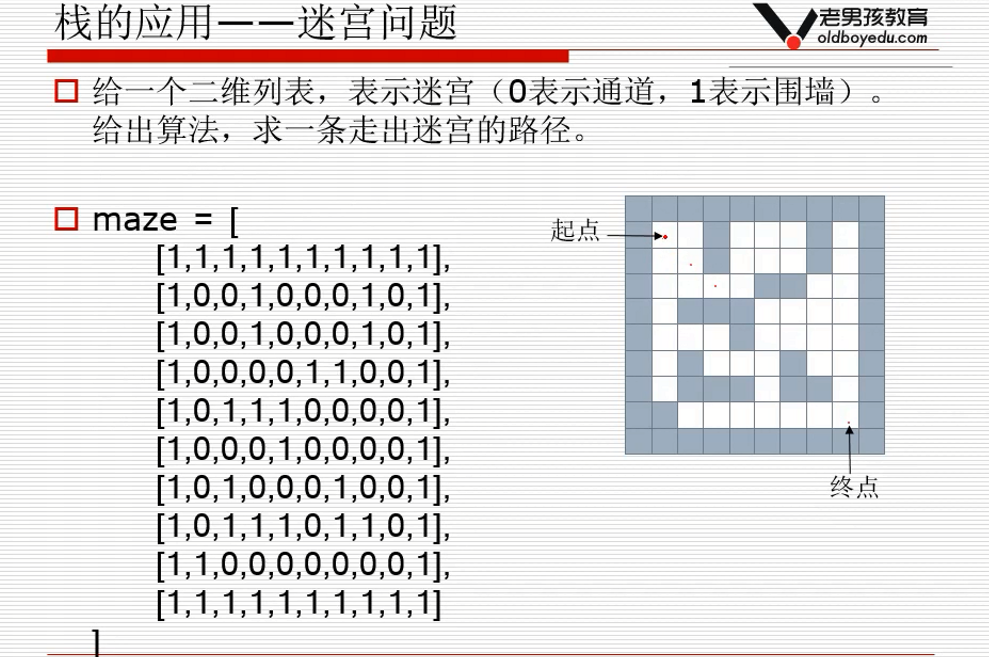 栈的应用——迷宫问题
老男孩教育
oldboyedu.com
给一个二维列表，表示迷宫（0表示通道，1表示围墙）。
给出算法，求一条走出迷宫的路径。
maze = [
[1,1,1,1,1,1,1,1,1,1],
[1,0,0,1,0,0,0,1,0,1],
[1,0,0,1,0,0,0,1,0,1],
[1,0,0,0,0,1,1,0,0,1],
[1,0,1,1,1,0,0,0,0,1],
[1,0,0,0,1,0,0,0,0,1],
[1,0,1,0,0,0,1,0,0,1],
[1,0,1,1,1,0,1,1,0,1],
[1,1,0,0,0,0,0,0,0,1],
[1,1,1,1,1,1,1,1,1,1]
]
起点
终点